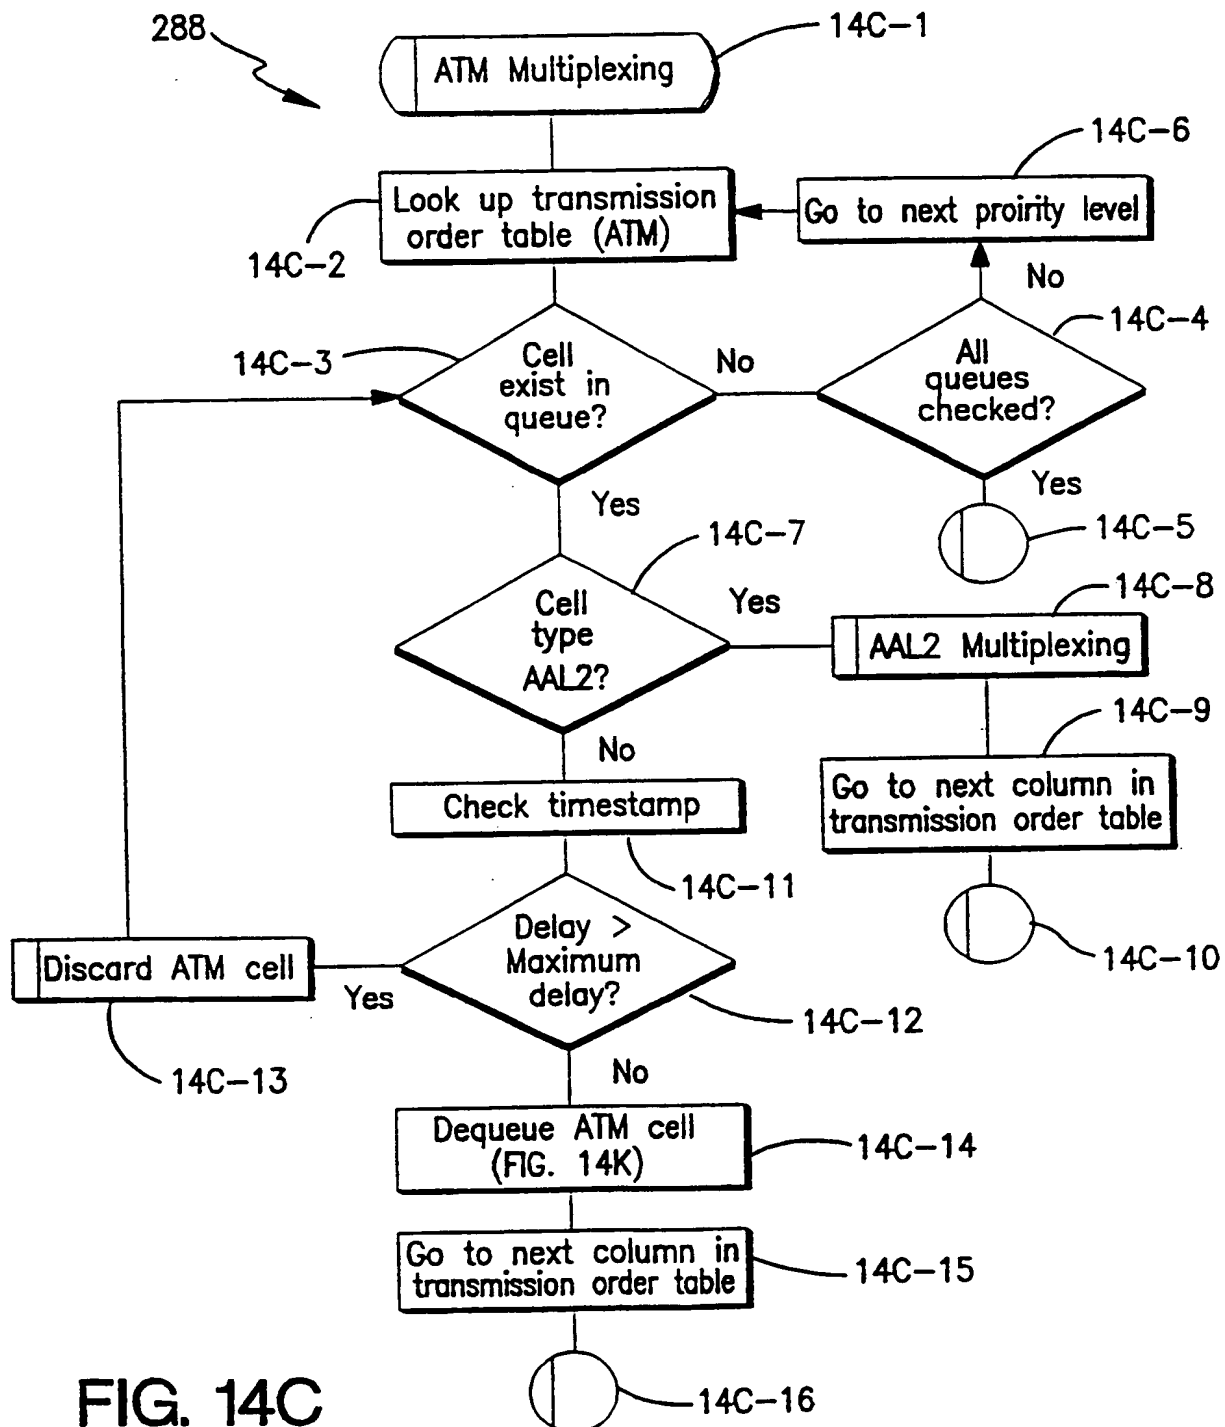 288
14C-1
ATM Multiplexing
14C-6
Look up transmission
order table (ATM)
Go to next proirity level
14C-2
No
14C-4
14C-3
Cell
exist in
queue?
No
All
queues
checked?
Yes
Yes
14C-5
14C-7
14C-8
Cell
type
AAL2?
Yes
AAL2 Multiplexing
14C-9
No
Go to next column in
transmission order table
Check timestamp
14C-11
14C-10
Delay >
Maximum
delay?
Discard ATM cell
Yes
14C-12
14C-13
No
Dequeue ATM cell
(FIG. 14K)
14C-14
Go to next column in
transmission order table
14C-15
14C-16
FIG. 14C